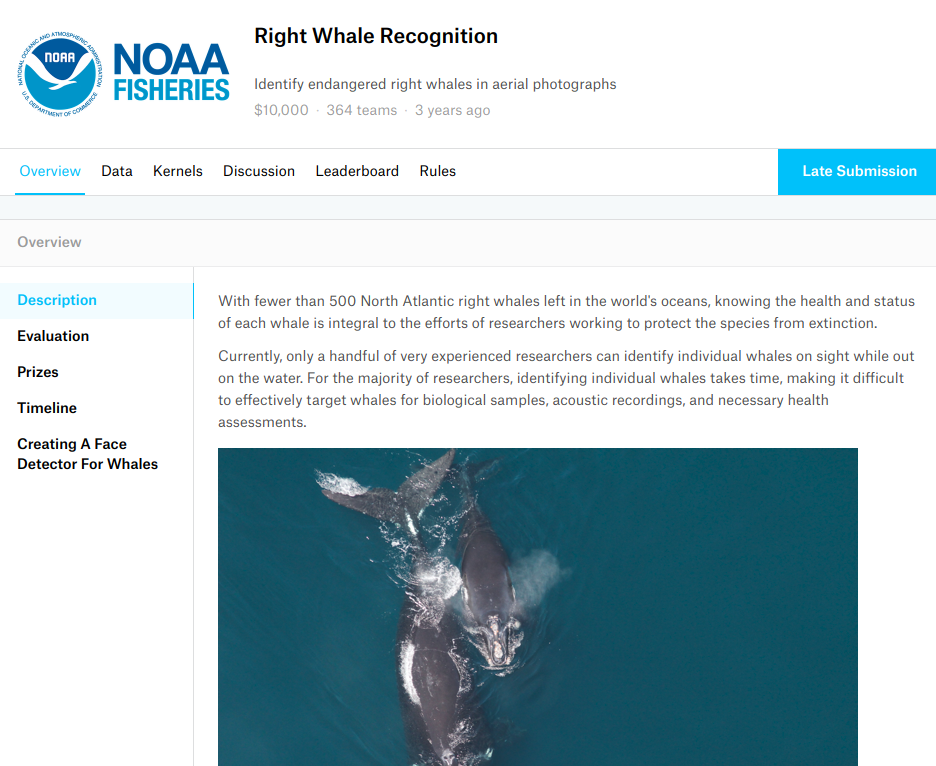 NATIONAL OCEANIC AND ATMOSPHERIC ADMINISTRATION
NOAA
U.S. DEPARTMENT OF COMMERCE
NOAA
FISHERIES
Right Whale Recognition
Identify endangered right whales in aerial photographs
$10,000 · 364 teams · 3 years ago
Overview Data Kernels Discussion Leaderboard Rules Late Submission
Overview
Description
Evaluation
Prizes
Timeline
Creating A Face
Detector For Whales
With fewer than 500 North Atlantic right whales left in the world's oceans, knowing the health and status
of each whale is integral to the efforts of researchers working to protect the species from extinction.
Currently, only a handful of very experienced researchers can identify individual whales on sight while out
on the water. For the majority of researchers, identifying individual whales takes time, making it difficult
to effectively target whales for biological samples, acoustic recordings, and necessary health
assessments.